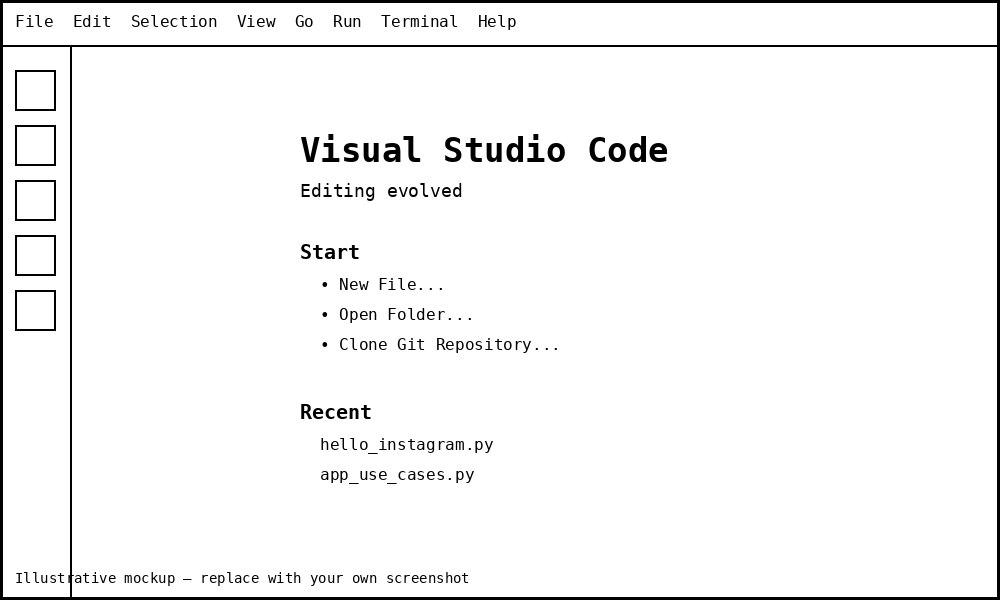 File Edit Selection View Go Run Terminal Help
Visual Studio Code
Editing evolved
Start
• New File...
• Open Folder...
• Clone Git Repository...
Recent
hello_instagram.py
app_use_cases.py
Illustrative mockup — replace with your own screenshot